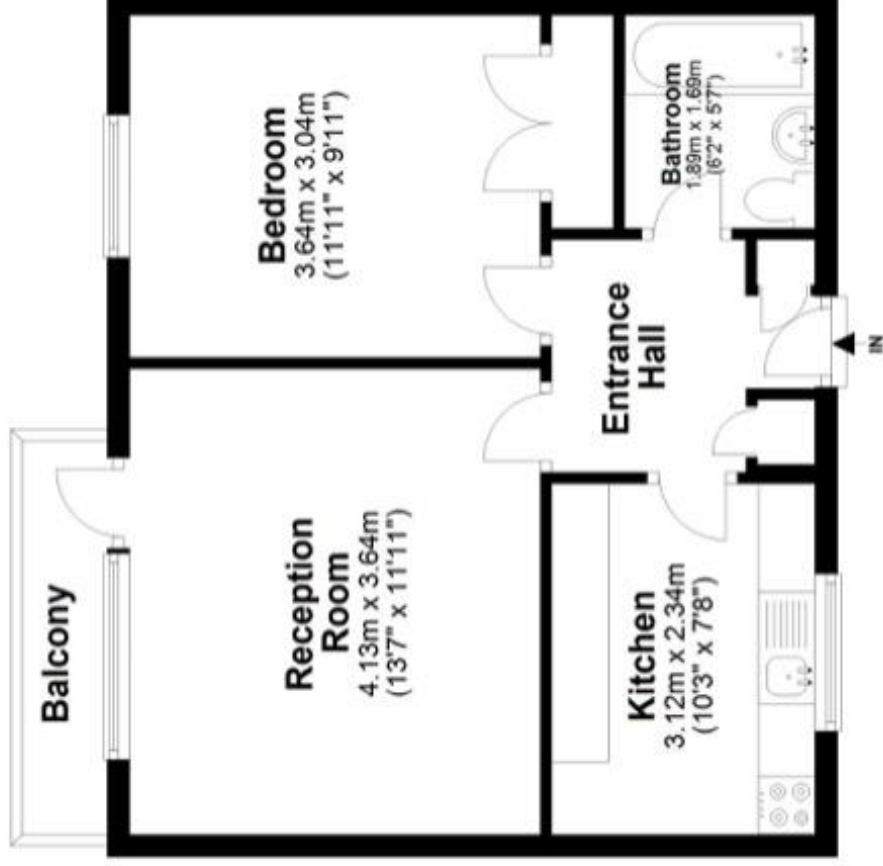 Balcony
Reception
Room
4.13m x 3.64m
(13'7" x 11'11")
Bedroom
3.64m x 3.04m
(11'11" x 9'11")
Kitchen
3.12m x 2.34m
(10'3" x 7'8")
Entrance
Hall
Bathroom
1.89m x 1.69m
(6'2" x 5'7")
IN